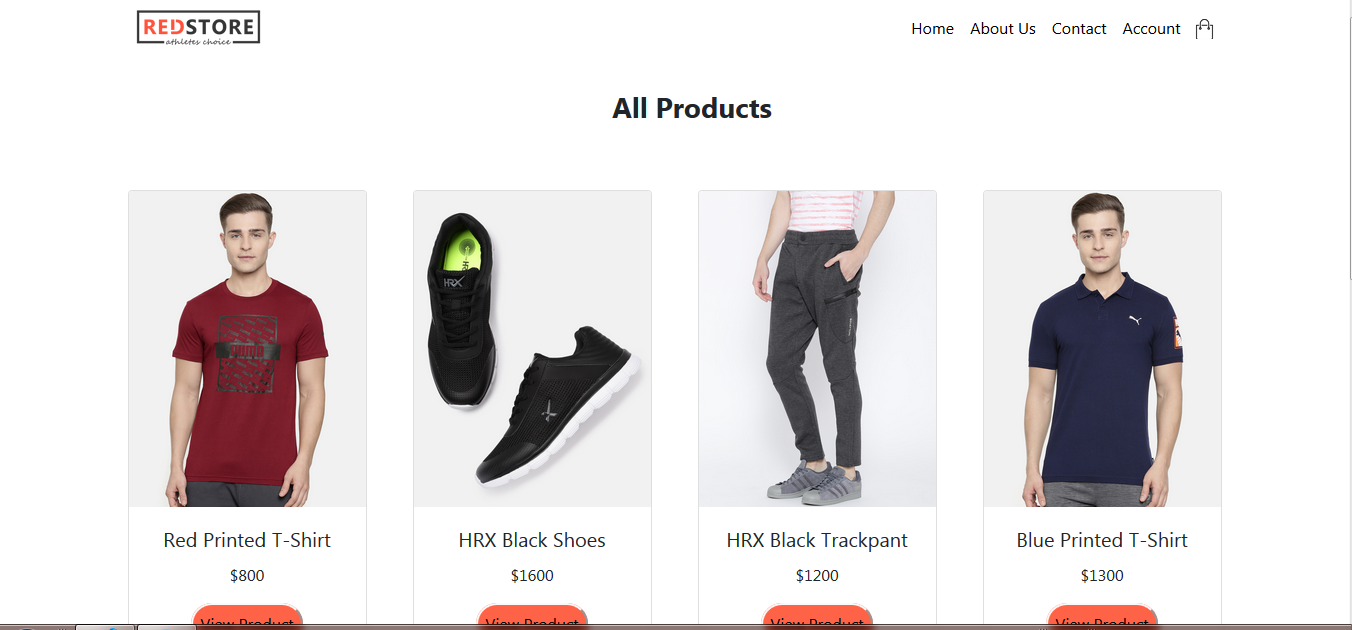 REDSTORE
athletes choice
Home About Us Contact Account
All Products
HRX
Red Printed T-Shirt
HRX Black Shoes
HRX Black Trackpant
Blue Printed T-Shirt
$800
$1600
$1200
$1300
View Product
View Product
View Product
View Product